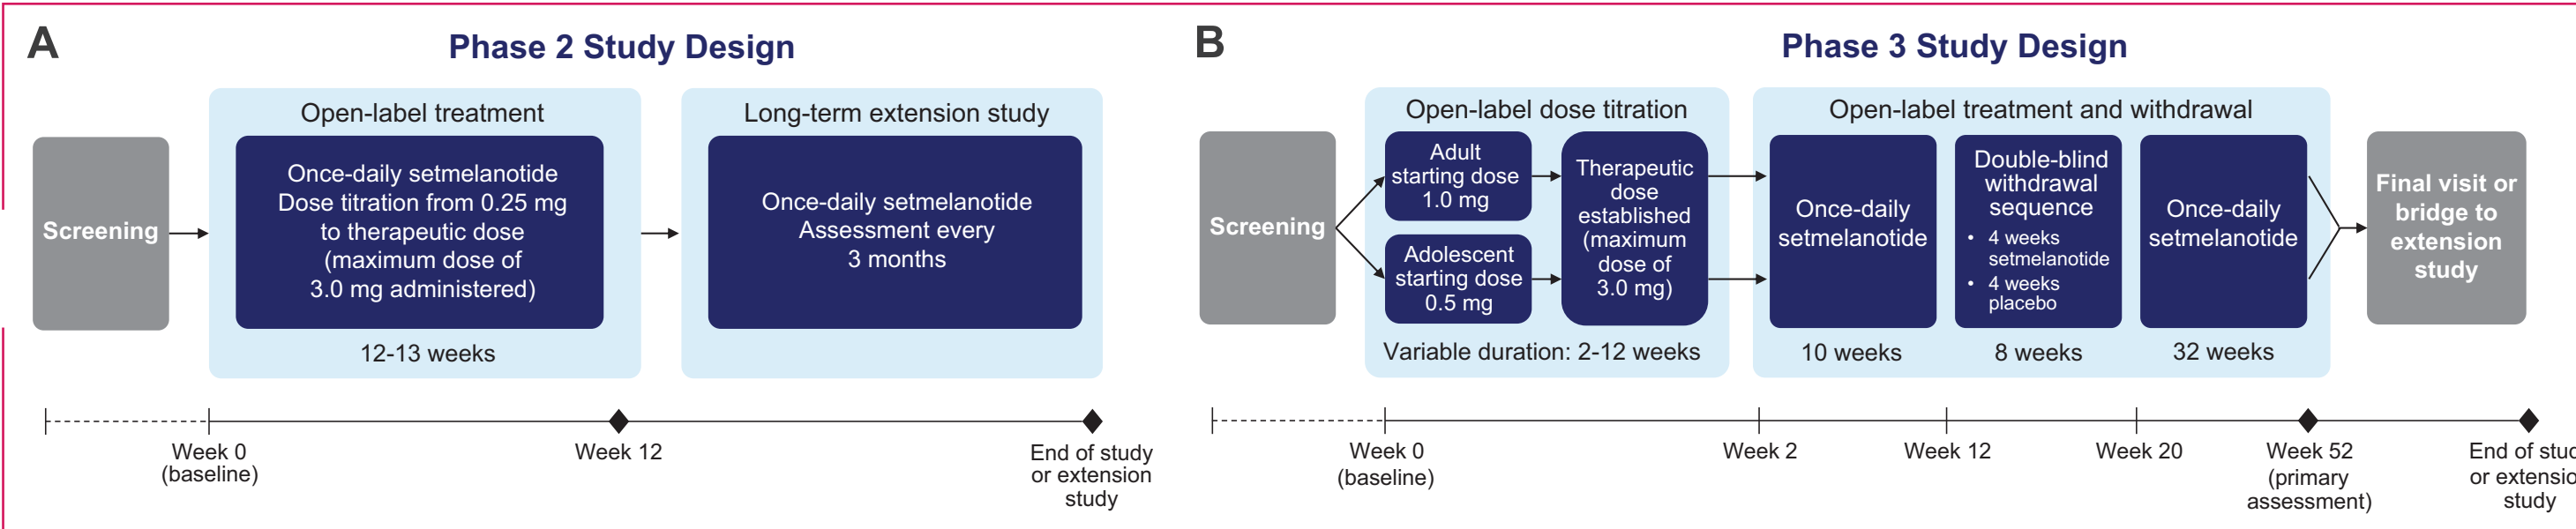 A
Phase 2 Study Design
Screening
Open-label treatment
Once-daily setmelanotide
Dose titration from 0.25 mg
to therapeutic dose
(maximum dose of
3.0 mg administered)
12-13 weeks
Long-term extension study
Once-daily setmelanotide
Assessment every
3 months
Week 0
(baseline)
Week 12
End of study
or extension
study
B
Phase 3 Study Design
Screening
Open-label dose titration
Adult
starting dose
1.0 mg
Adolescent
starting dose
0.5 mg
Therapeutic
dose
established
(maximum
dose of
3.0 mg)
Variable duration: 2-12 weeks
Open-label treatment and withdrawal
Once-daily
setmelanotide
10 weeks
Double-blind
withdrawal
sequence
• 4 weeks
setmelanotide
• 4 weeks
placebo
8 weeks
Once-daily
setmelanotide
32 weeks
Final visit or
bridge to
extension
study
Week 0
(baseline)
Week 2
Week 12
Week 20
Week 52
(primary
assessment)
End of stud
or extensio
study